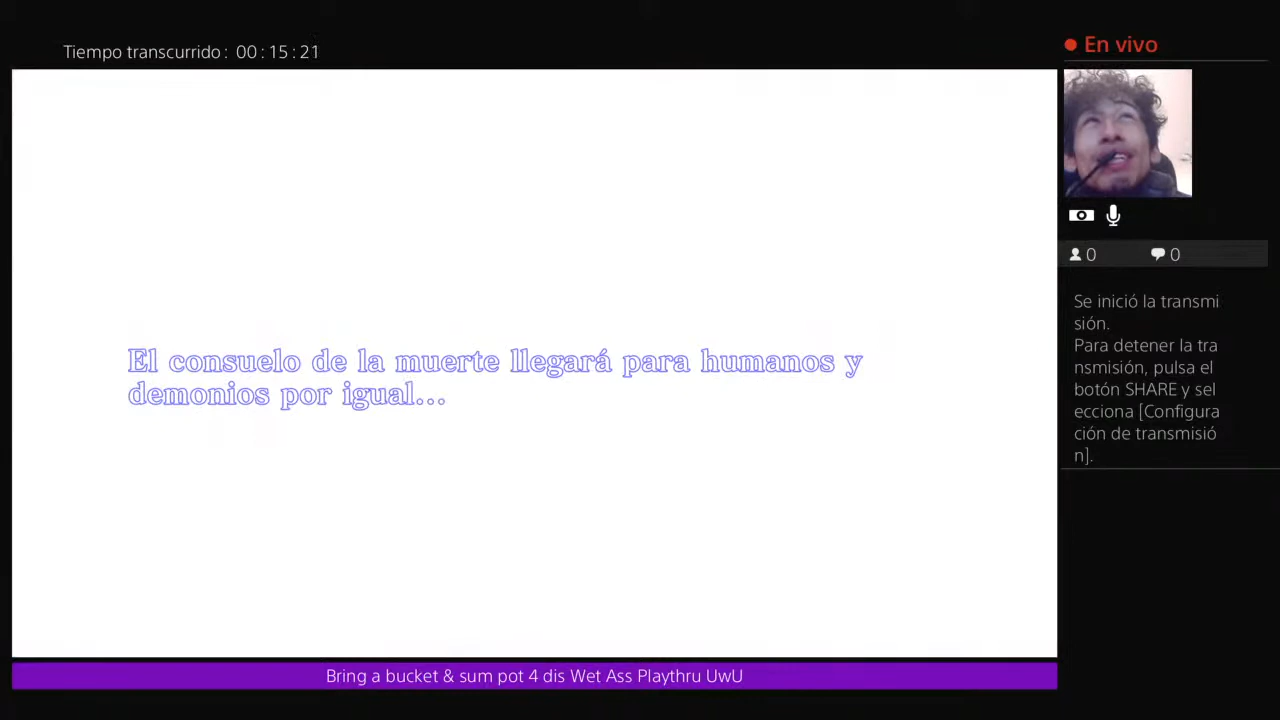 Tiempo transcurrido: 00:15:21
En vivo
0 0
Se inició la transmi
sión.
Para detener la tra
nsmisión, pulsa el
botón SHARE y sel
ecciona [Configura
ción de transmisió
n].
El consuelo de la muerte llegará para humanos y
demonios por igual...
Bring a bucket & sum pot 4 dis Wet Ass Playthru UwU